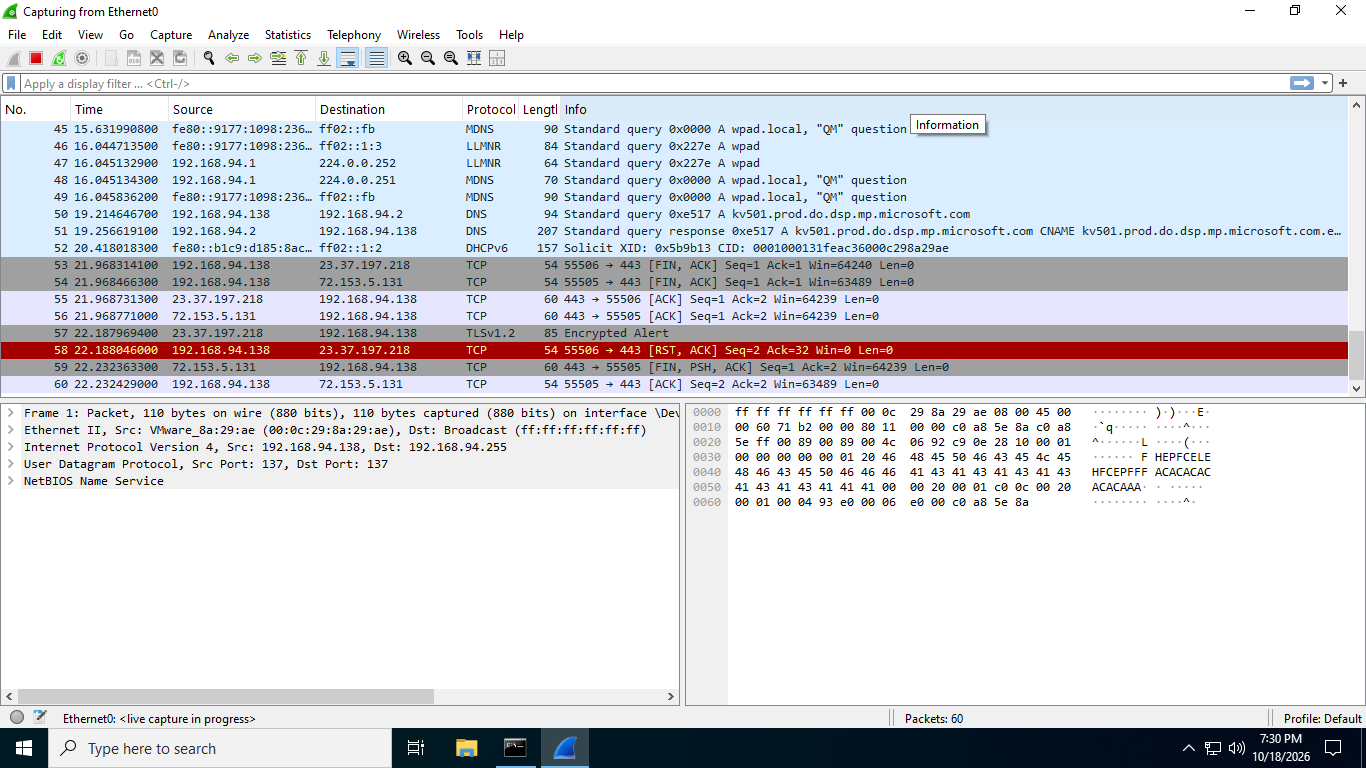 Capturing from Ethernet0
File Edit View Go Capture Analyze Statistics Telephony Wireless Tools Help
Apply a display filter ... <Ctrl-/>
No. Time Source Destination Protocol Lengtl Info
Information
45 15.631990800 fe80::9177:1098:236… ff02::fb MDNS 90 Standard query 0x0000 A wpad.local, "QM" question
46 16.044713500 fe80::9177:1098:236… ff02::1:3 LLMNR 84 Standard query 0x227e A wpad
47 16.045132900 192.168.94.1 224.0.0.252 LLMNR 64 Standard query 0x227e A wpad
48 16.045134300 192.168.94.1 224.0.0.251 MDNS 70 Standard query 0x0000 A wpad.local, "QM" question
49 16.045836200 fe80::9177:1098:236… ff02::fb MDNS 90 Standard query 0x0000 A wpad.local, "QM" question
50 19.214646700 192.168.94.138 192.168.94.2 DNS 94 Standard query 0xe517 A kv501.prod.do.dsp.mp.microsoft.com
51 19.256619100 192.168.94.2 192.168.94.138 DNS 207 Standard query response 0xe517 A kv501.prod.do.dsp.mp.microsoft.com CNAME kv501.prod.do.dsp.mp.microsoft.com.e…
52 20.418018300 fe80::b1c9:d185:8ac… ff02::1:2 DHCPv6 157 Solicit XID: 0x5b9b13 CID: 0001000131feac36000c298a29ae
53 21.968314100 192.168.94.138 23.37.197.218 TCP 54 55506 → 443 [FIN, ACK] Seq=1 Ack=1 Win=64240 Len=0
54 21.968466300 192.168.94.138 72.153.5.131 TCP 54 55505 → 443 [FIN, ACK] Seq=1 Ack=1 Win=63489 Len=0
55 21.968731300 23.37.197.218 192.168.94.138 TCP 60 443 → 55506 [ACK] Seq=1 Ack=2 Win=64239 Len=0
56 21.968771000 72.153.5.131 192.168.94.138 TCP 60 443 → 55505 [ACK] Seq=1 Ack=2 Win=64239 Len=0
57 22.187969400 23.37.197.218 192.168.94.138 TLSv1.2 85 Encrypted Alert
58 22.188046000 192.168.94.138 23.37.197.218 TCP 54 55506 → 443 [RST, ACK] Seq=2 Ack=32 Win=0 Len=0
59 22.232363300 72.153.5.131 192.168.94.138 TCP 60 443 → 55505 [FIN, PSH, ACK] Seq=1 Ack=2 Win=64239 Len=0
60 22.232429000 192.168.94.138 72.153.5.131 TCP 54 55505 → 443 [ACK] Seq=2 Ack=2 Win=63489 Len=0
Frame 1: Packet, 110 bytes on wire (880 bits), 110 bytes captured (880 bits) on interface \Dev
Ethernet II, Src: VMware_8a:29:ae (00:0c:29:8a:29:ae), Dst: Broadcast (ff:ff:ff:ff:ff:ff)
Internet Protocol Version 4, Src: 192.168.94.138, Dst: 192.168.94.255
User Datagram Protocol, Src Port: 137, Dst Port: 137
NetBIOS Name Service
0000 ff ff ff ff ff ff 00 0c 29 8a 29 ae 08 00 45 00 ········ )·)···E·
0010 00 60 71 b2 00 00 80 11 00 00 c0 a8 5e 8a c0 a8 ·`q····· ····^···
0020 5e ff 00 89 00 89 00 4c 06 92 c9 0e 28 10 00 01 ^······L ····(···
0030 00 00 00 00 00 01 20 46 48 45 50 46 43 45 4c 45 ······ F HEPFCELE
0040 48 46 43 45 50 46 46 46 41 43 41 43 41 43 41 43 HFCEPFFF ACACACAC
0050 41 43 41 43 41 41 41 00 00 20 00 01 c0 0c 00 20 ACACAAA· · ·····
0060 00 01 00 04 93 e0 00 06 e0 00 c0 a8 5e 8a ········ ····^·
Ethernet0: <live capture in progress>
Packets: 60
Profile: Default
Type here to search
7:30 PM
10/18/2026